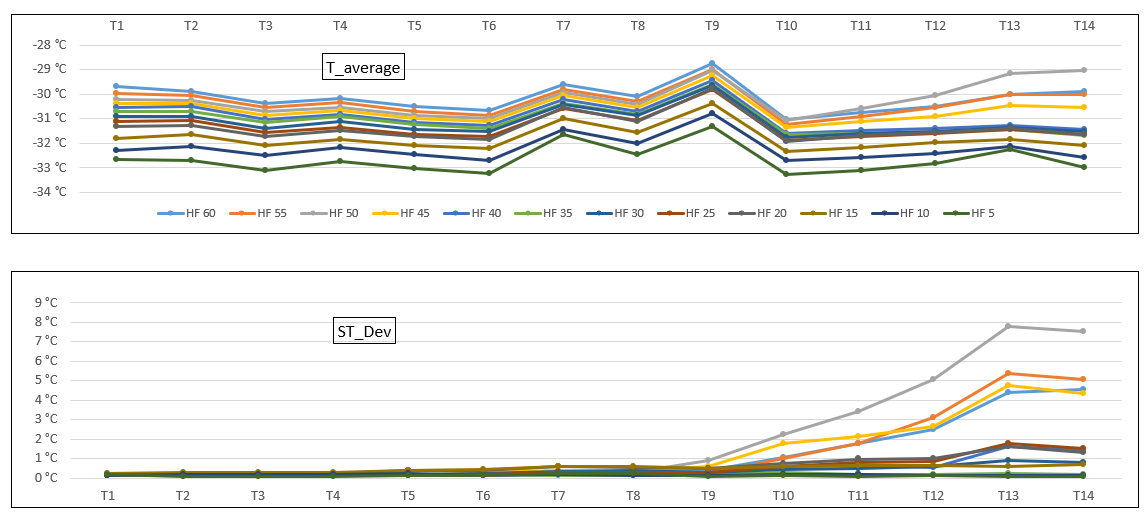 T1 T2 T3 T4 T5 T6 T7 T8 T9 T10 T11 T12 T13 T14
-28 °C
T_average
-29 °C
-30 °C
-31 °C
-32 °C
-33 °C
-34 °C
HF 60 HF 55 HF 50 HF 45 HF 40 HF 35 HF 30 HF 25 HF 20 HF 15 HF 10 HF 5
9 °C
8 °C
ST_Dev
7 °C
6 °C
5 °C
4 °C
3 °C
2 °C
1 °C
0 °C
T1 T2 T3 T4 T5 T6 T7 T8 T9 T10 T11 T12 T13 T14